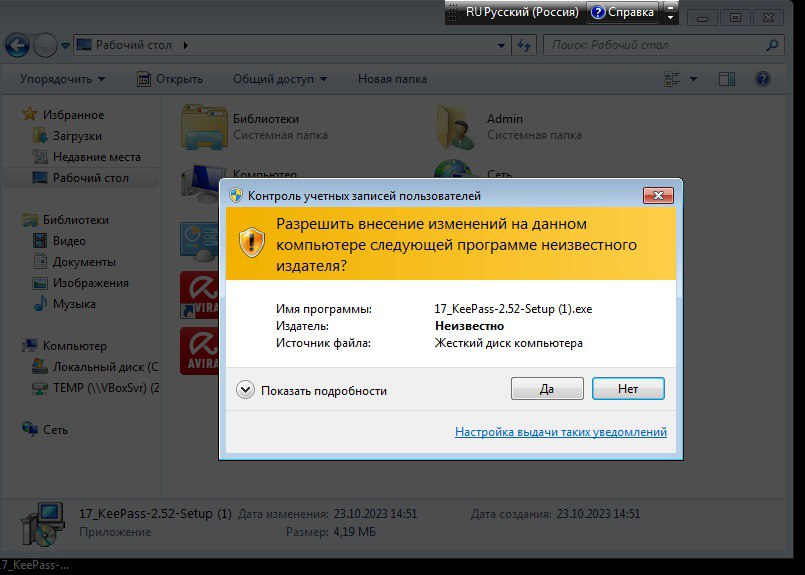 RU Русский (Россия) Справка
Рабочий стол
Поиск: Рабочий стол
Упорядочить Открыть Общий доступ Новая папка
Избранное
Загрузки
Недавние места
Рабочий стол
Библиотеки
Видео
Документы
Изображения
Музыка
Компьютер
Локальный диск (C
TEMP (\\VBoxSvr) (Z
Сеть
Библиотеки
Системная папка
Admin
Системная папка
Компьютер
Сеть
AVIRA
AVIRA
Контроль учетных записей пользователей
Разрешить внесение изменений на данном
компьютере следующей программе неизвестного
издателя?
Имя программы: 17_KeePass-2.52-Setup (1).exe
Издатель: Неизвестно
Источник файла: Жесткий диск компьютера
Показать подробности
Да
Нет
Настройка выдачи таких уведомлений
17_KeePass-2.52-Setup (1) Дата изменения: 23.10.2023 14:51 Дата создания: 23.10.2023 14:51
Приложение Размер: 4,19 МБ
17_KeePass-...